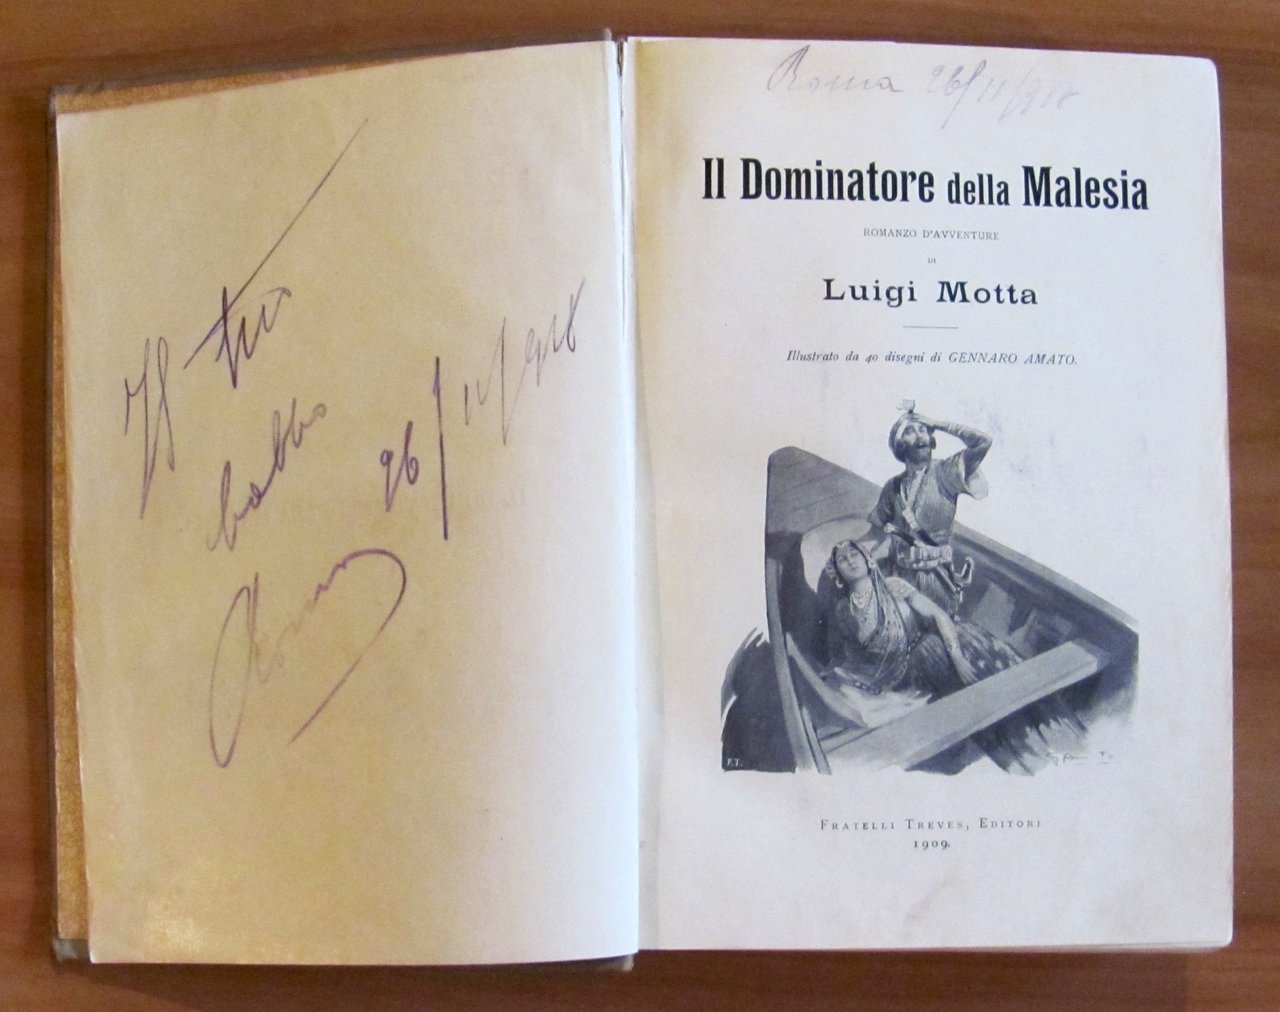 Il tuo
babbo
26/11/918
Roma
Roma 26/11/918
Il Dominatore della Malesia
ROMANZO D'AVVENTURE
DI
Luigi Motta
Illustrato da 40 disegni di GENNARO AMATO.
F.T.
FRATELLI TREVES, EDITORI
1909.